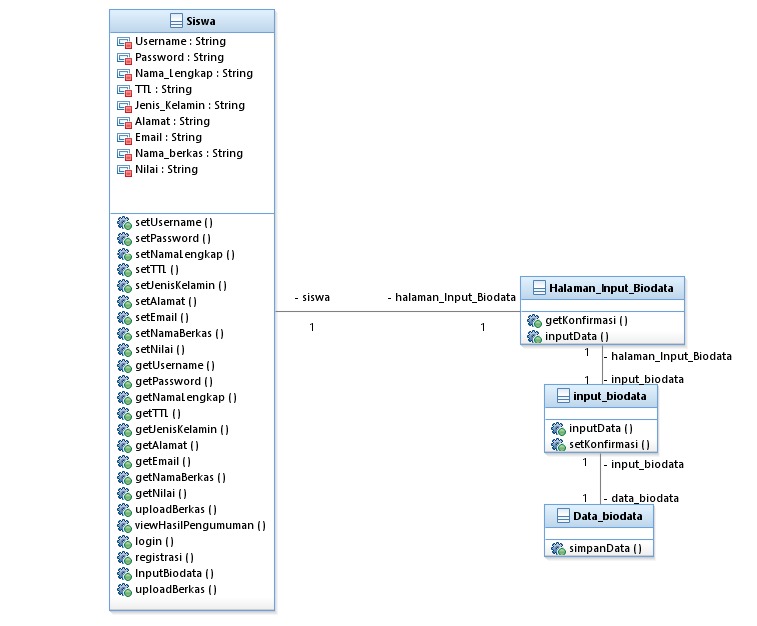 Siswa
Username : String
Password : String
Nama_Lengkap : String
TTL : String
Jenis_Kelamin : String
Alamat : String
Email : String
Nama_berkas : String
Nilai : String
setUsername ( )
setPassword ( )
setNamaLengkap ( )
setTTL ( )
setJenisKelamin ( )
setAlamat ( )
setEmail ( )
setNamaBerkas ( )
setNilai ( )
getUsername ( )
getPassword ( )
getNamaLengkap ( )
getTTL ( )
getJenisKelamin ( )
getAlamat ( )
getEmail ( )
getNamaBerkas ( )
getNilai ( )
uploadBerkas ( )
viewHasilPengumuman ( )
login ( )
registrasi ( )
InputBiodata ( )
uploadBerkas ( )
- siswa
- halaman_Input_Biodata
1
1
Halaman_Input_Biodata
getKonfirmasi ( )
inputData ( )
1
- halaman_Input_Biodata
1
- input_biodata
input_biodata
inputData ( )
setKonfirmasi ( )
1
- input_biodata
1
- data_biodata
Data_biodata
simpanData ( )